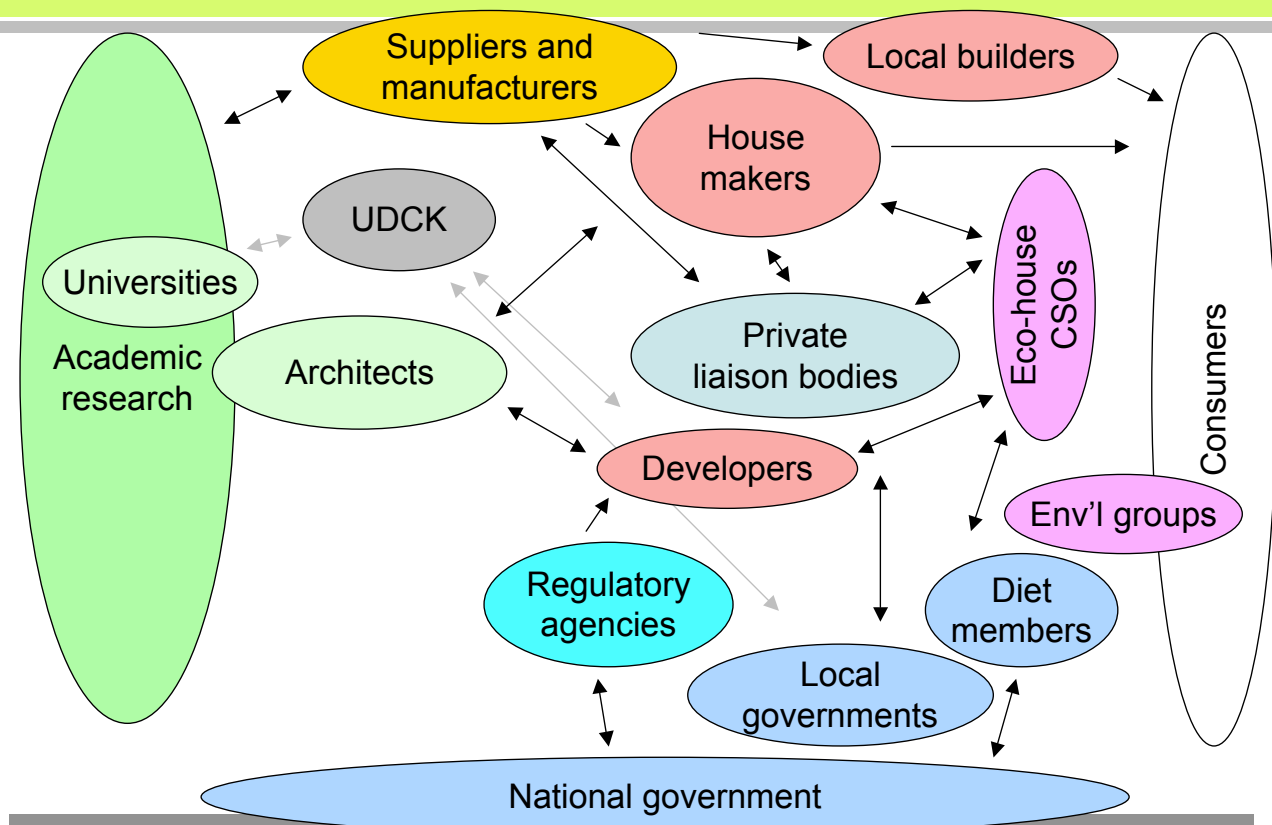 Suppliers and
manufacturers
Local builders
House
makers
UDCK
Universities
Academic
research
Architects
Private
liaison bodies
Eco-house
CSOs
Consumers
Developers
Env'l groups
Regulatory
agencies
Diet
members
Local
governments
National government